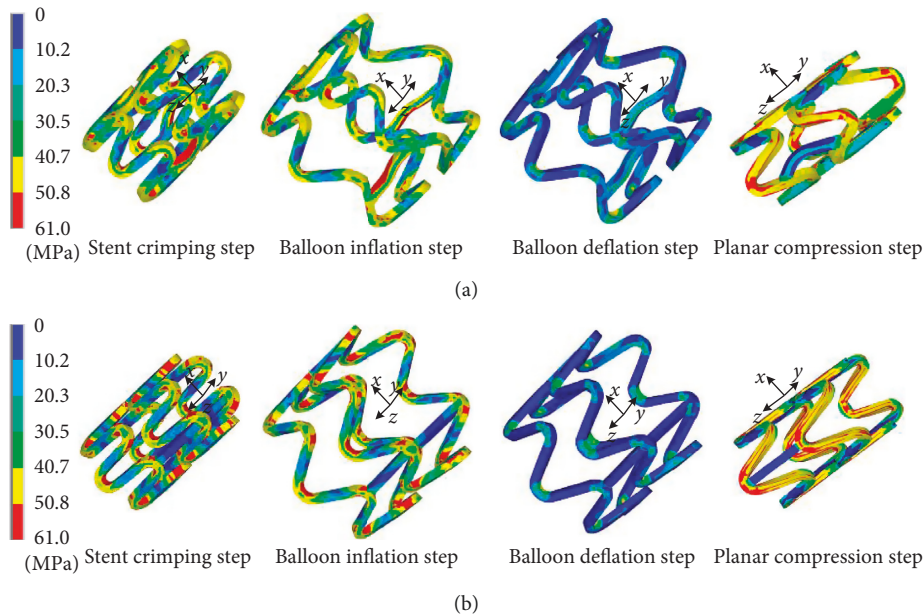 0
10.2
20.3
30.5
40.7
50.8
61.0
(MPa)
x
y
z
x
y
z
x
y
z
x
y
z
Stent crimping step
Balloon inflation step
Balloon deflation step
Planar compression step
(a)
0
10.2
20.3
30.5
40.7
50.8
61.0
(MPa)
x
y
x
y
z
x
y
z
x
y
z
Stent crimping step
Balloon inflation step
Balloon deflation step
Planar compression step
(b)